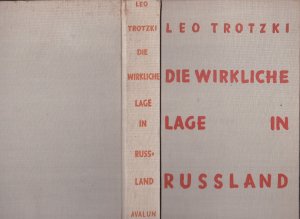 LEO
TROTZKI
DIE
WIRKLICHE
LAGE
IN
RUSS-
LAND
AVALUN
LEO TROTZKI
DIE WIRKLICHE
LAGE IN
RUSSLAND